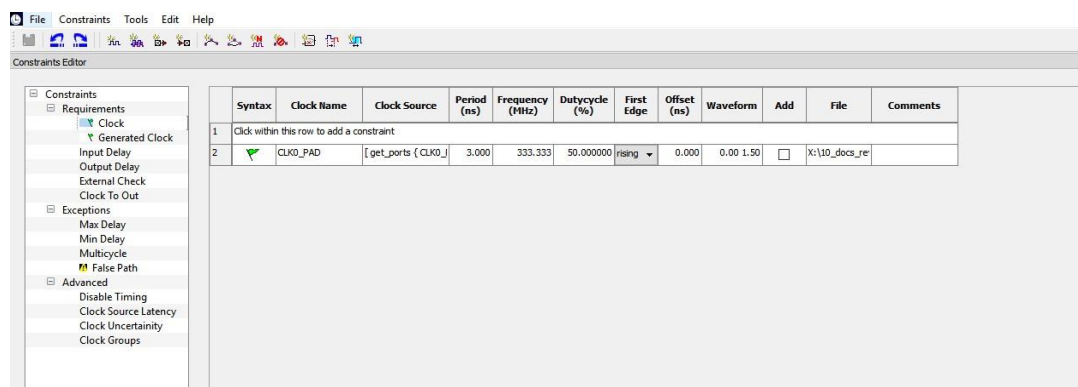 File Constraints Tools Edit Help
Constraints Editor
Constraints
Requirements
Clock
Generated Clock
Input Delay
Output Delay
External Check
Clock To Out
Exceptions
Max Delay
Min Delay
Multicycle
False Path
Advanced
Disable Timing
Clock Source Latency
Clock Uncertainity
Clock Groups
Syntax Clock Name Clock Source Period (ns) Frequency (MHz) Dutycycle (%) First Edge Offset (ns) Waveform Add File Comments
1 Click within this row to add a constraint
2 CLK0_PAD [ get_ports { CLK0_ 3.000 333.333 50.000000 rising 0.000 0.00 1.50 X:\10_docs_re